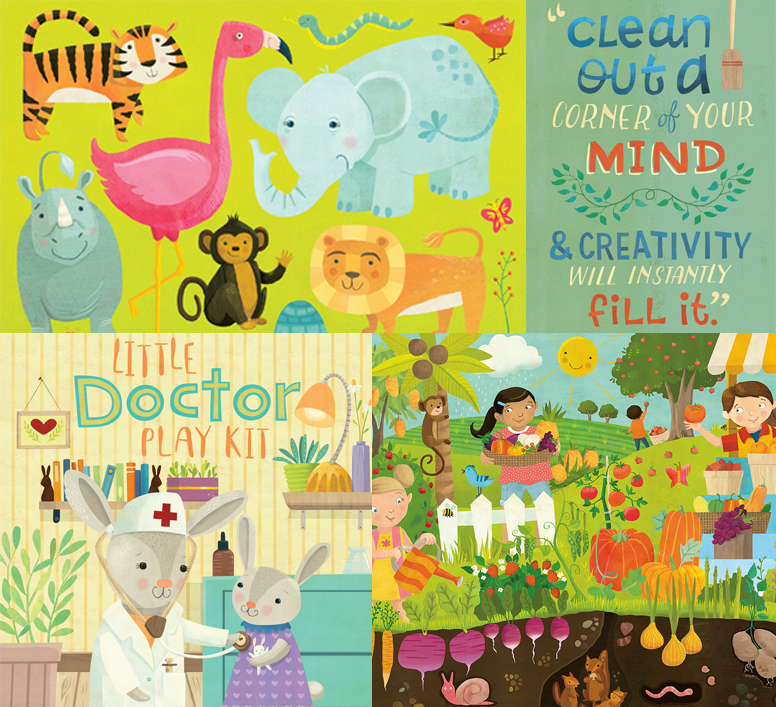 “CLEAN
OUT A
CORNER of YOUR
MIND
& CREATIVITY
WILL INSTANTLY
fiLL iT.”
LITTLE
DOCTOR
PLAY KIT